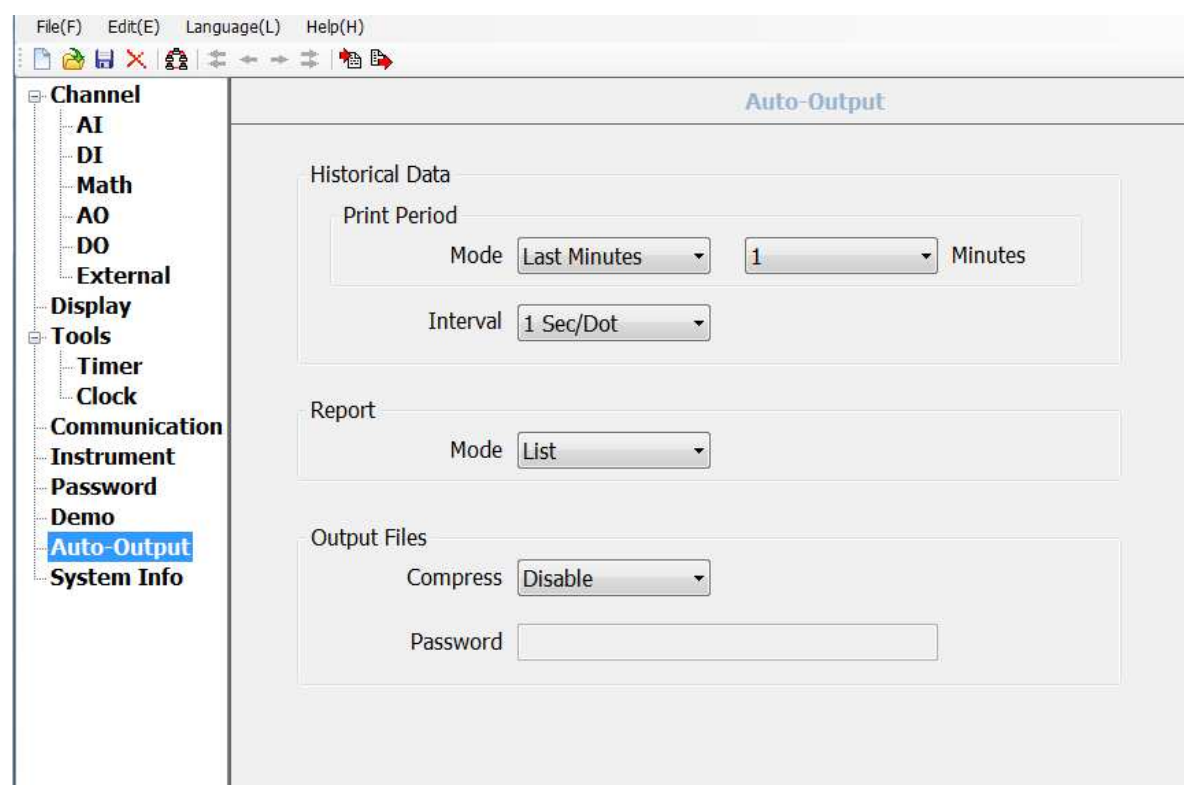 File(F) Edit(E) Language(L) Help(H)
Channel
AI
DI
Math
AO
DO
External
Display
Tools
Timer
Clock
Communication
Instrument
Password
Demo
Auto-Output
System Info
Auto-Output
Historical Data
Print Period
Mode Last Minutes 1 Minutes
Interval 1 Sec/Dot
Report
Mode List
Output Files
Compress Disable
Password